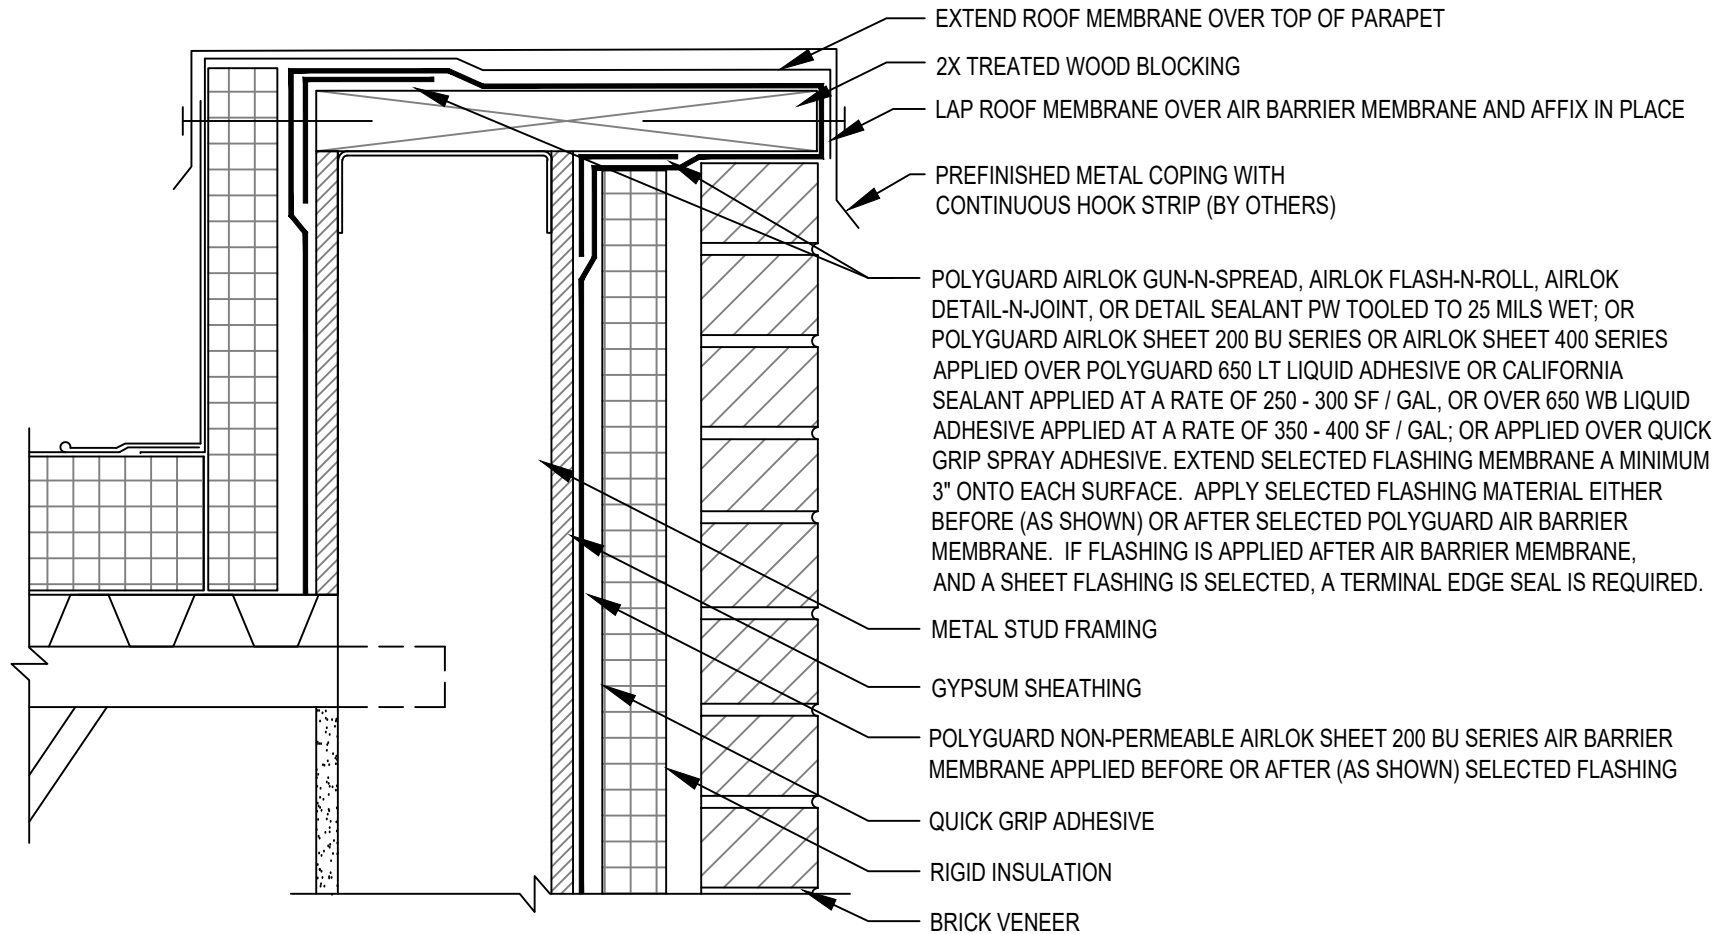 EXTEND ROOF MEMBRANE OVER TOP OF PARAPET
2X TREATED WOOD BLOCKING
LAP ROOF MEMBRANE OVER AIR BARRIER MEMBRANE AND AFFIX IN PLACE
PREFINISHED METAL COPING WITH
CONTINUOUS HOOK STRIP (BY OTHERS)
POLYGUARD AIRLOK GUN-N-SPREAD, AIRLOK FLASH-N-ROLL, AIRLOK
DETAIL-N-JOINT, OR DETAIL SEALANT PW TOOLED TO 25 MILS WET; OR
POLYGUARD AIRLOK SHEET 200 BU SERIES OR AIRLOK SHEET 400 SERIES
APPLIED OVER POLYGUARD 650 LT LIQUID ADHESIVE OR CALIFORNIA
SEALANT APPLIED AT A RATE OF 250 - 300 SF / GAL, OR OVER 650 WB LIQUID
ADHESIVE APPLIED AT A RATE OF 350 - 400 SF / GAL; OR APPLIED OVER QUICK
GRIP SPRAY ADHESIVE. EXTEND SELECTED FLASHING MEMBRANE A MINIMUM
3" ONTO EACH SURFACE.  APPLY SELECTED FLASHING MATERIAL EITHER
BEFORE (AS SHOWN) OR AFTER SELECTED POLYGUARD AIR BARRIER
MEMBRANE.  IF FLASHING IS APPLIED AFTER AIR BARRIER MEMBRANE,
AND A SHEET FLASHING IS SELECTED, A TERMINAL EDGE SEAL IS REQUIRED.
METAL STUD FRAMING
GYPSUM SHEATHING
POLYGUARD NON-PERMEABLE AIRLOK SHEET 200 BU SERIES AIR BARRIER
MEMBRANE APPLIED BEFORE OR AFTER (AS SHOWN) SELECTED FLASHING
QUICK GRIP ADHESIVE
RIGID INSULATION
BRICK VENEER